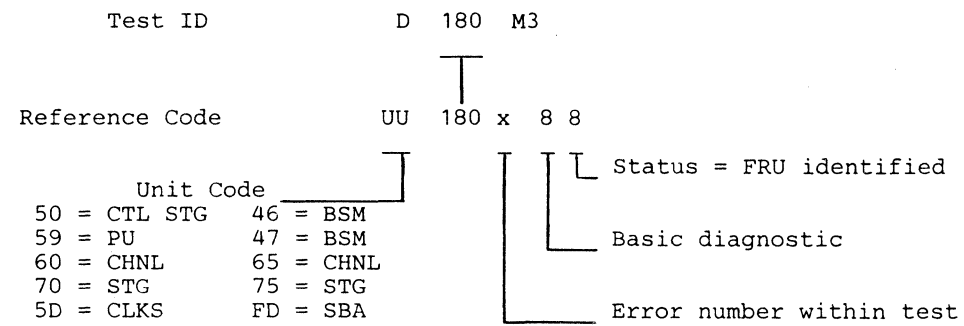 Test ID D 180 M3
Reference Code UU 180 x 8 8
Status = FRU identified
Unit Code
50 = CTL STG 46 = BSM
59 = PU 47 = BSM
Basic diagnostic
60 = CHNL 65 = CHNL
70 = STG 75 = STG
5D = CLKS FD = SBA
Error number within test